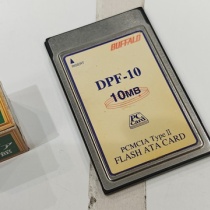 BUFFALO
DPF-10
10MB
PC
Card
PCMCIA Type II
FLASH ATA CARD